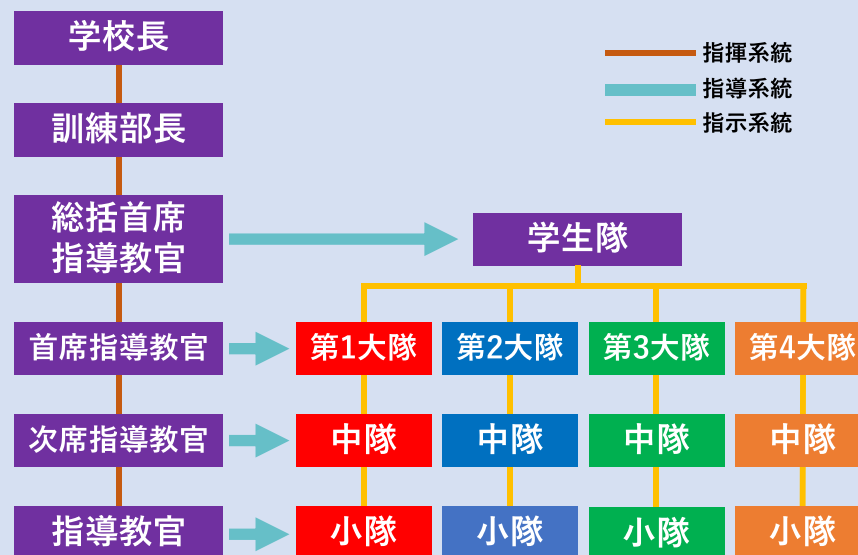 学校長
指揮系統
指導系統
指示系統
訓練部長
総括首席
指導教官
学生隊
首席指導教官
第1大隊
第2大隊
第3大隊
第4大隊
次席指導教官
中隊
中隊
中隊
中隊
指導教官
小隊
小隊
小隊
小隊